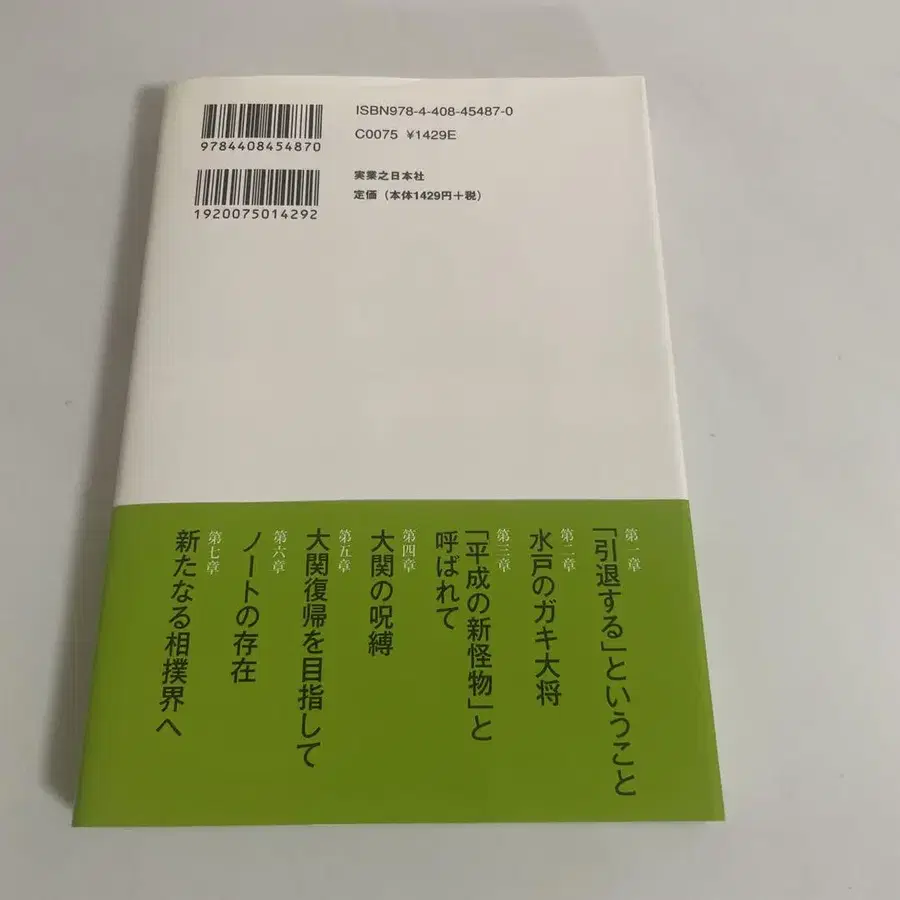 ISBN978-4-408-45487-0
C0075 ¥1429E
9784408454870
実業之日本社
定価（本体1429円＋税）
1920075014292
第一章
「引退する」ということ
第二章
水戸のガキ大将
第三章
「平成の新怪物」と
呼ばれて
第四章
大関の呪縛
第五章
大関復帰を目指して
第六章
ノートの存在
第七章
新たなる相撲界へ